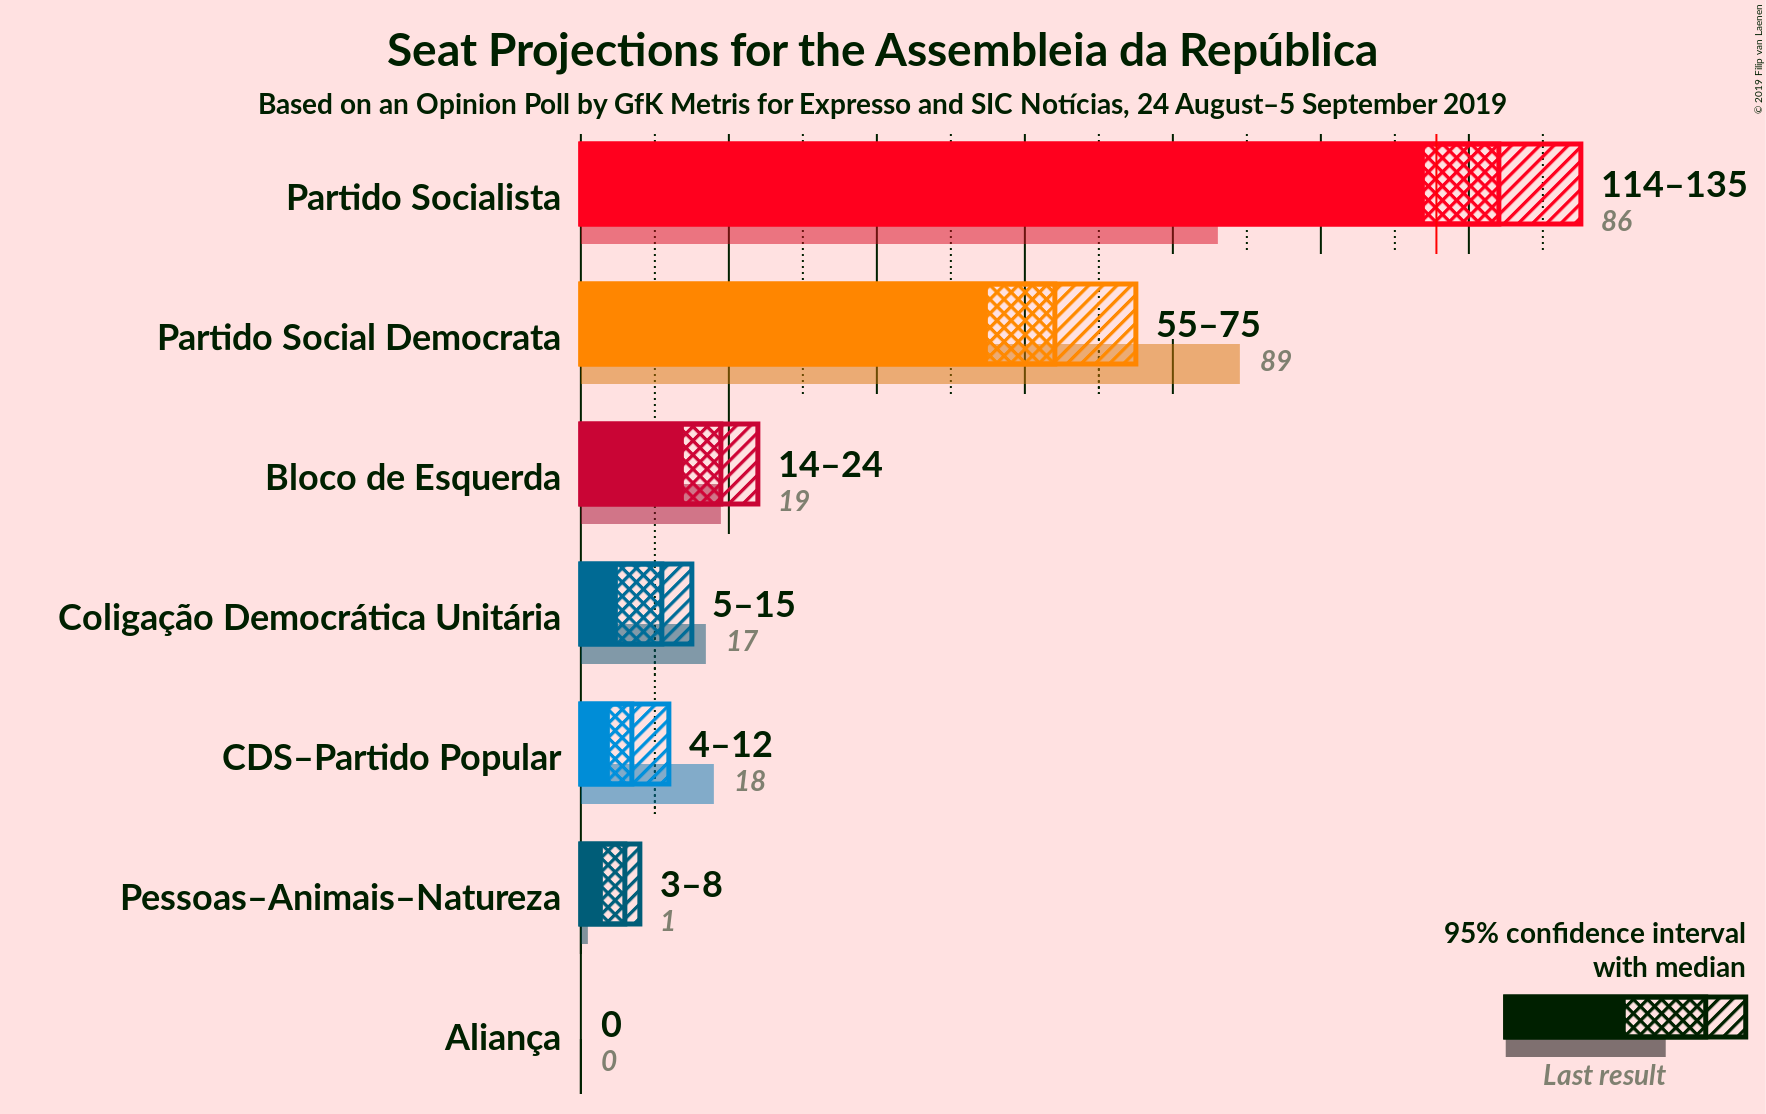 Seat Projections for the Assembleia da República
Based on an Opinion Poll by GfK Metris for Expresso and SIC Notícias, 24 August–5 September 2019
© 2019 Filip van Laenen
Partido Socialista
114–135
86
Partido Social Democrata
55–75
89
Bloco de Esquerda
14–24
19
Coligação Democrática Unitária
5–15
17
CDS–Partido Popular
4–12
18
Pessoas–Animais–Natureza
3–8
1
Aliança
0
0
95% confidence interval
with median
Last result